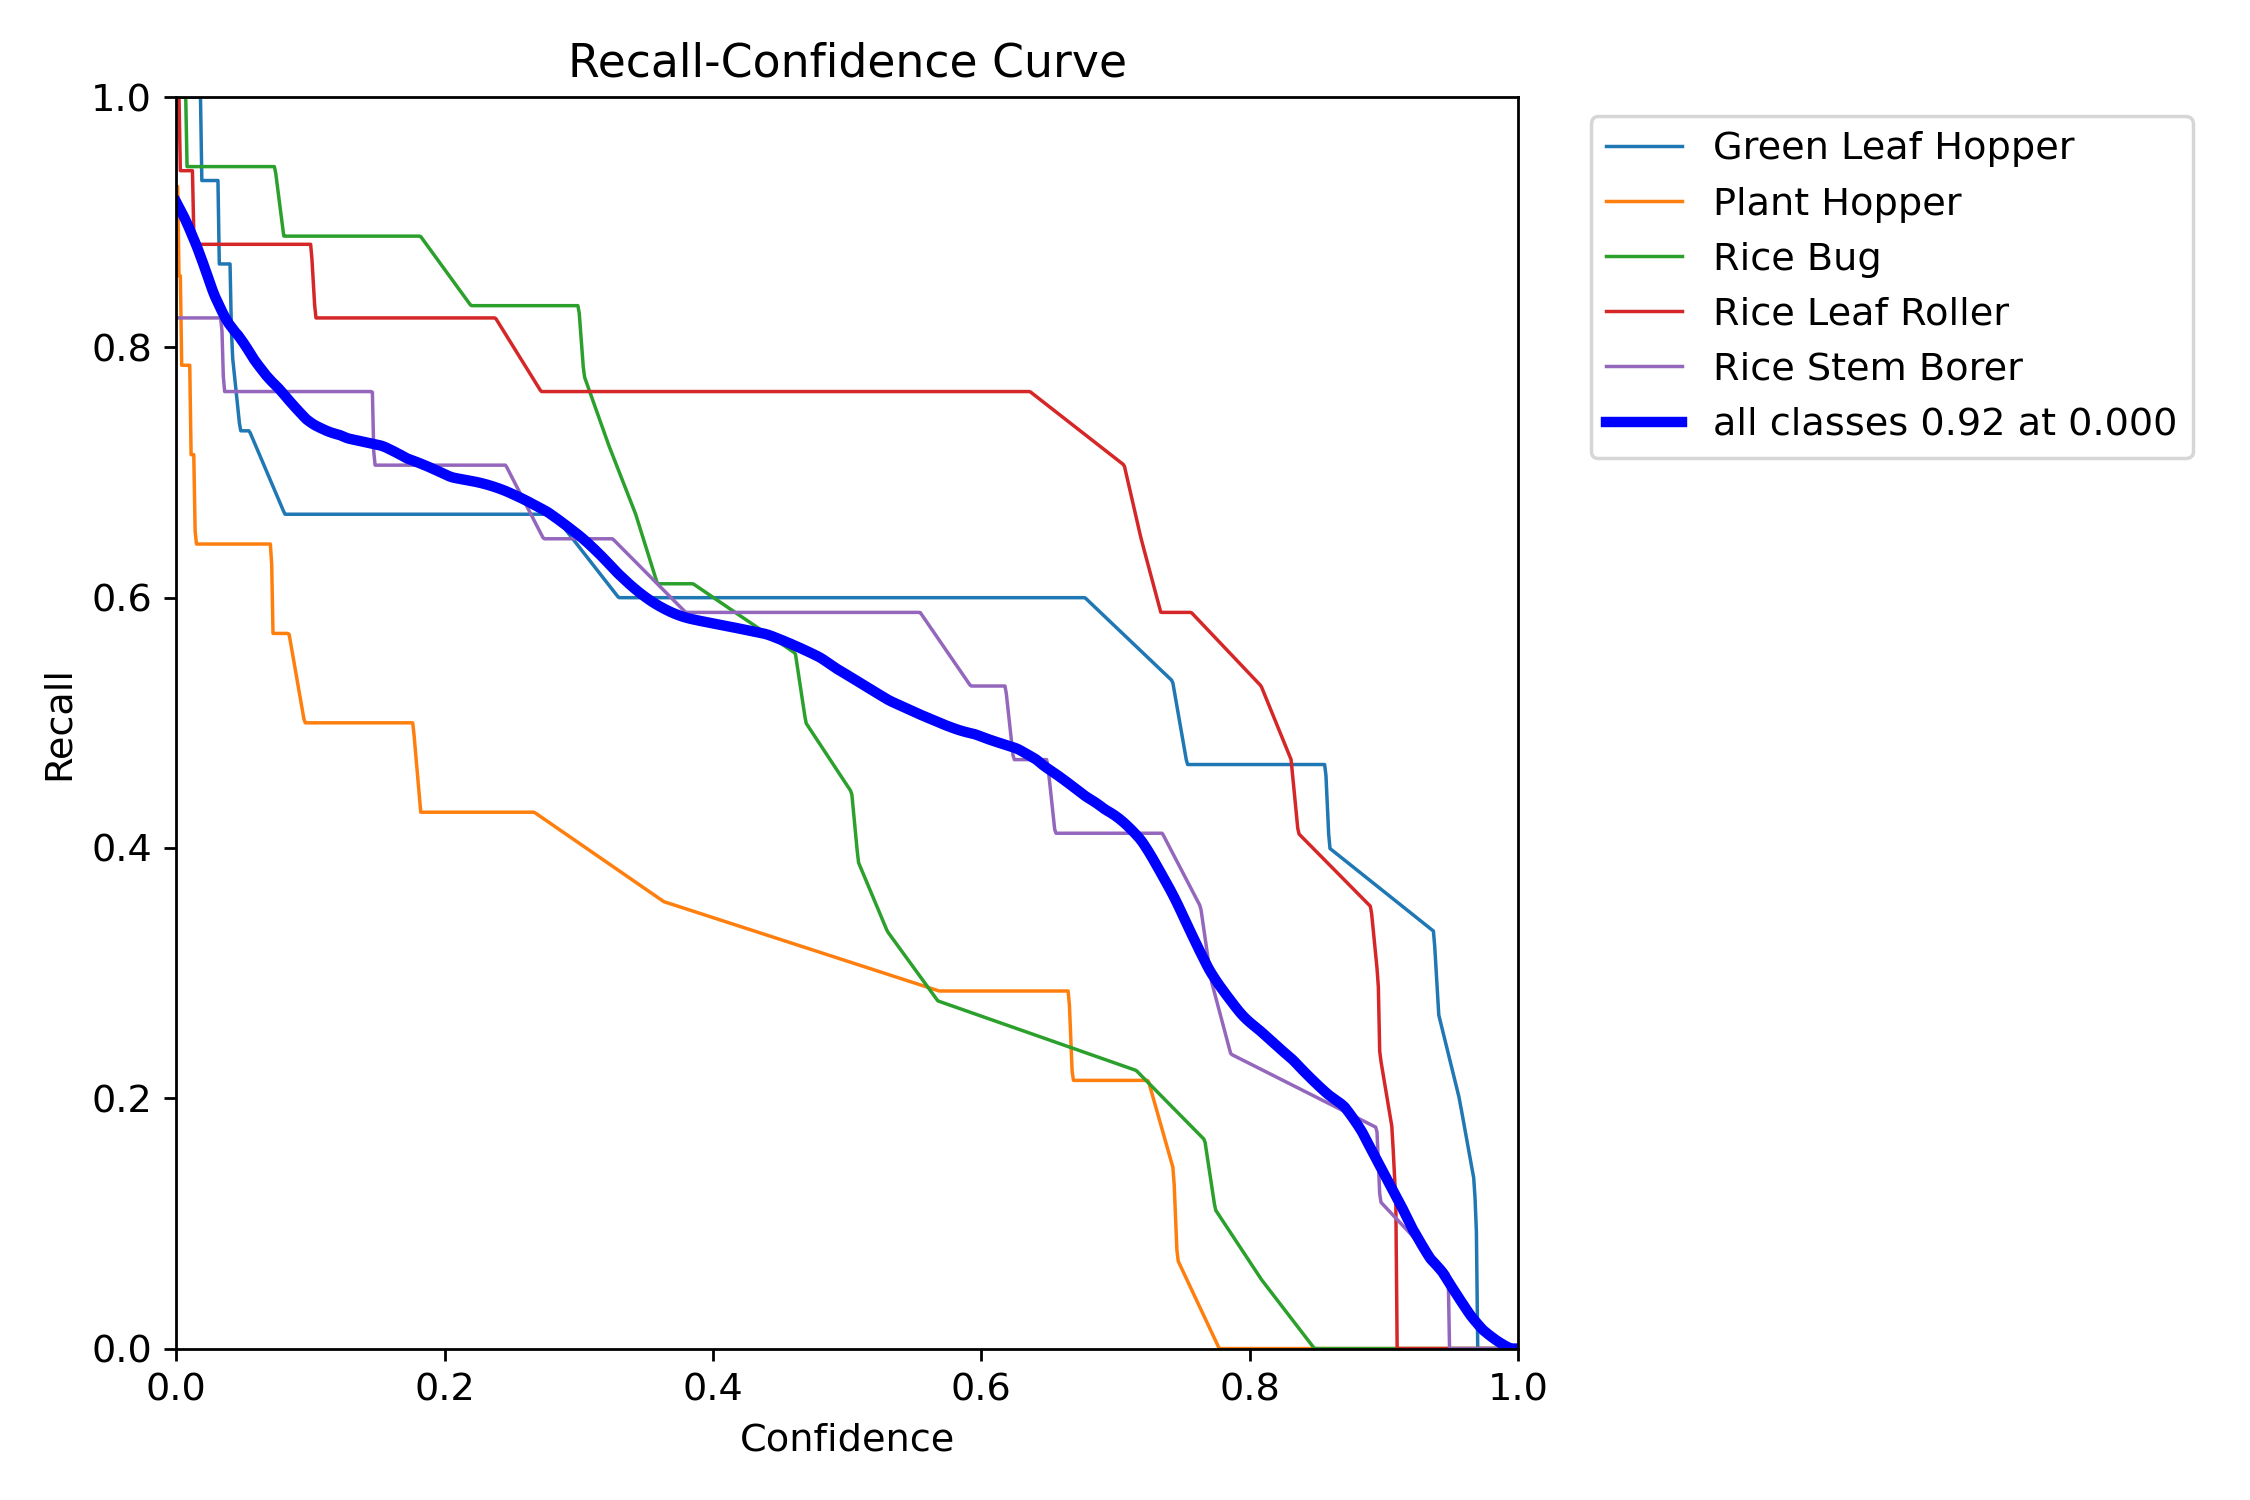 Recall-Confidence Curve
1.0
0.8
0.6
0.4
0.2
0.0
Recall
0.0 0.2 0.4 0.6 0.8 1.0
Confidence
Green Leaf Hopper
Plant Hopper
Rice Bug
Rice Leaf Roller
Rice Stem Borer
all classes 0.92 at 0.000